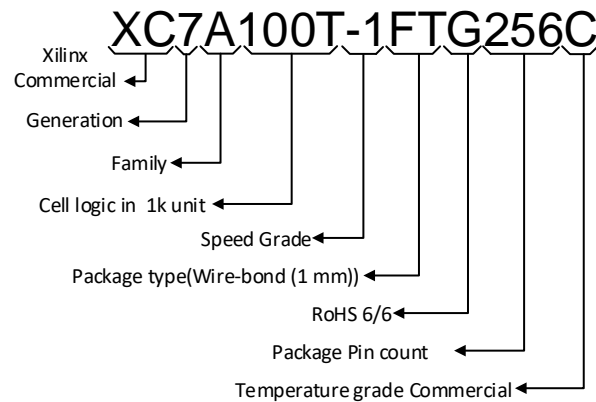 XC7A100T-1FTG256C
Xilinx
Commercial
Generation
Family
Cell logic in 1k unit
Speed Grade
Package type(Wire-bond (1 mm))
RoHS 6/6
Package Pin count
Temperature grade Commercial